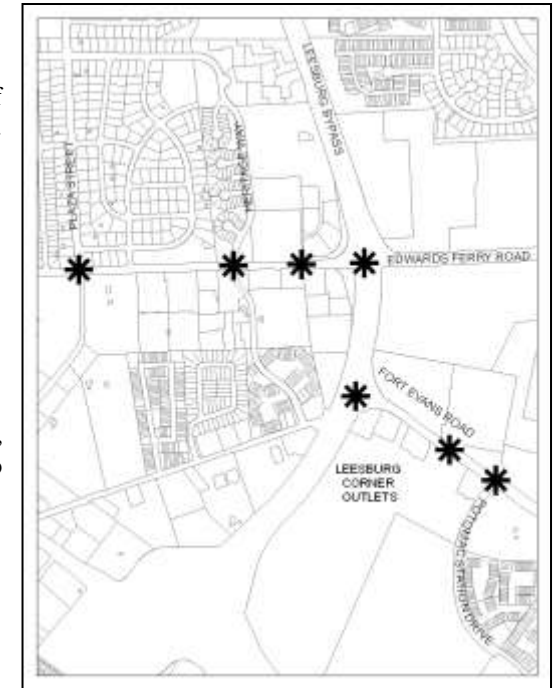 LEESBURG BYPASS
PLAZA STREET
HERITAGE WAY
EDWARDS FERRY ROAD
FORT EVANS ROAD
LEESBURG
CORNER
OUTLETS
POTOMAC STATION DRIVE